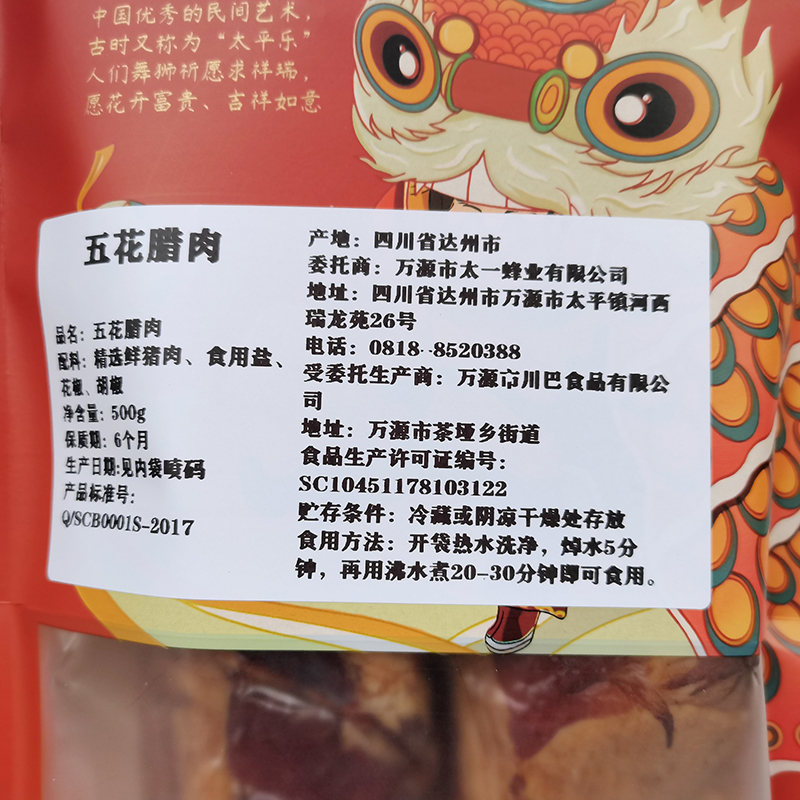 中国优秀的民间艺术，
古时又称为“太平乐”
人们舞狮祈愿求祥瑞，
愿花开富贵、吉祥如意
五花腊肉
品名：五花腊肉
配料：精选鲜猪肉、食用盐、
花椒、胡椒
净含量：500g
保质期：6个月
生产日期:见内袋喷码
产品标准号：
Q/SCB0001S-2017
产地：四川省达州市
委托商：万源市太一蜂业有限公司
地址：四川省达州市万源市太平镇河西
瑞龙苑26号
电话：0818-8520388
受委托生产商：万源市川巴食品有限公
司
地址：万源市茶垭乡街道
食品生产许可证编号：
SC10451178103122
贮存条件：冷藏或阴凉干燥处存放
食用方法：开袋热水洗净，焯水5分
钟，再用沸水煮20-30分钟即可食用。